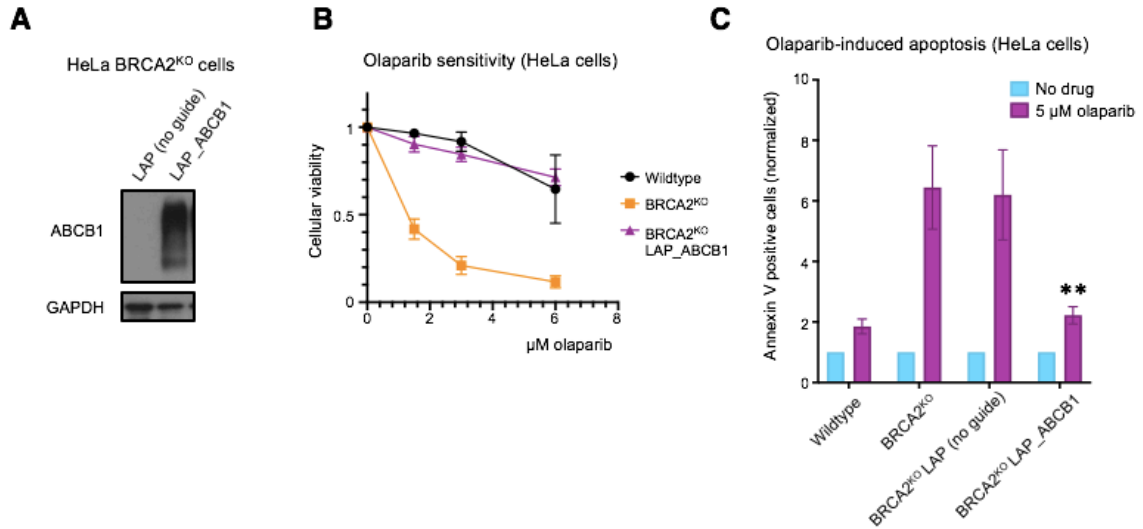 A
HeLa BRCA2KO cells
LAP (no guide)
LAP_ABCB1
ABCB1
GAPDH
B
Olaparib sensitivity (HeLa cells)
Cellular viability
1
0.5
0
0
2
4
6
8
µM olaparib
Wildtype
BRCA2KO
BRCA2KO
LAP_ABCB1
C
Olaparib-induced apoptosis (HeLa cells)
No drug
5 µM olaparib
Annexin V positive cells (normalized)
10
8
6
4
2
0
**
Wildtype
BRCA2KO
BRCA2KO LAP (no guide)
BRCA2KO LAP_ABCB1